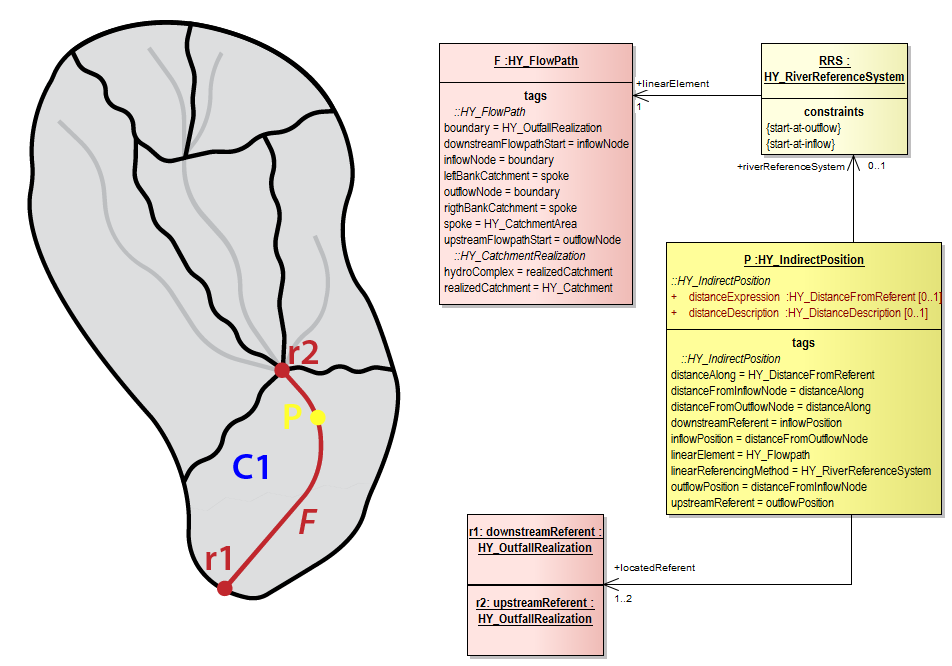 r2
P
C1
F
r1
F :HY_FlowPath
tags
::HY_FlowPath
boundary = HY_OutfallRealization
downstreamFlowpathStart = inflowNode
inflowNode = boundary
leftBankCatchment = spoke
outflowNode = boundary
rigthBankCatchment = spoke
spoke = HY_CatchmentArea
upstreamFlowpathStart = outflowNode
::HY_CatchmentRealization
hydroComplex = realizedCatchment
realizedCatchment = HY_Catchment
+linearElement
1
RRS :
HY_RiverReferenceSystem
constraints
{start-at-outflow}
{start-at-inflow}
+riverReferenceSystem
0..1
P :HY_IndirectPosition
::HY_IndirectPosition
+ distanceExpression :HY_DistanceFromReferent [0..1]
+ distanceDescription :HY_DistanceDescription [0..1]
tags
::HY_IndirectPosition
distanceAlong = HY_DistanceFromReferent
distanceFromInflowNode = distanceAlong
distanceFromOutflowNode = distanceAlong
downstreamReferent = inflowPosition
inflowPosition = distanceFromOutflowNode
linearElement = HY_Flowpath
linearReferencingMethod = HY_RiverReferenceSystem
outflowPosition = distanceFromInflowNode
upstreamReferent = outflowPosition
r1: downstreamReferent :
HY_OutfallRealization
r2: upstreamReferent :
HY_OutfallRealization
+locatedReferent
1..2